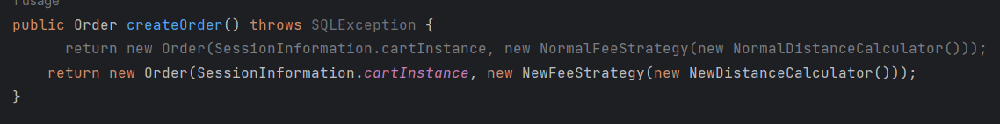 1 usage
public Order createOrder() throws SQLException {
return new Order(SessionInformation.cartInstance, new NormalFeeStrategy(new NormalDistanceCalculator()));
return new Order(SessionInformation.cartInstance, new NewFeeStrategy(new NewDistanceCalculator()));
}